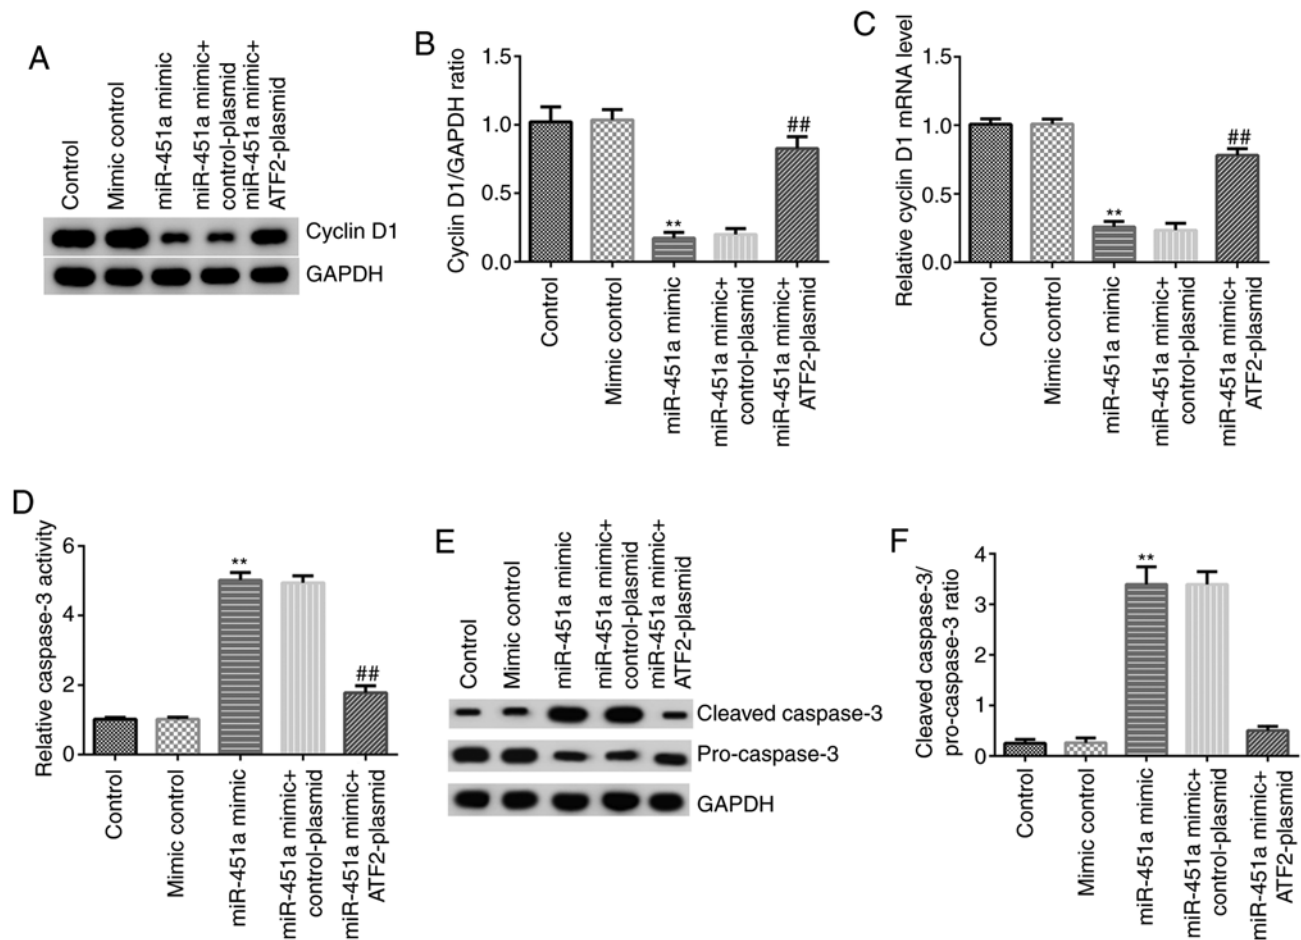 A
Control
Mimic control
miR-451a mimic
miR-451a mimic+
control-plasmid
miR-451a mimic+
ATF2-plasmid
Cyclin D1
GAPDH
B
Cyclin D1/GAPDH ratio
1.5
1.0
0.5
0.0
**
##
Control
Mimic control
miR-451a mimic
miR-451a mimic+
control-plasmid
miR-451a mimic+
ATF2-plasmid
C
Relative cyclin D1 mRNA level
1.5
1.0
0.5
0.0
**
##
Control
Mimic control
miR-451a mimic
miR-451a mimic+
control-plasmid
miR-451a mimic+
ATF2-plasmid
D
Relative caspase-3 activity
6
4
2
0
**
##
Control
Mimic control
miR-451a mimic
miR-451a mimic+
control-plasmid
miR-451a mimic+
ATF2-plasmid
E
Control
Mimic control
miR-451a mimic
miR-451a mimic+
control-plasmid
miR-451a mimic+
ATF2-plasmid
Cleaved caspase-3
Pro-caspase-3
GAPDH
F
Cleaved caspase-3/
pro-caspase-3 ratio
4
3
2
1
0
**
Control
Mimic control
miR-451a mimic
miR-451a mimic+
control-plasmid
miR-451a mimic+
ATF2-plasmid